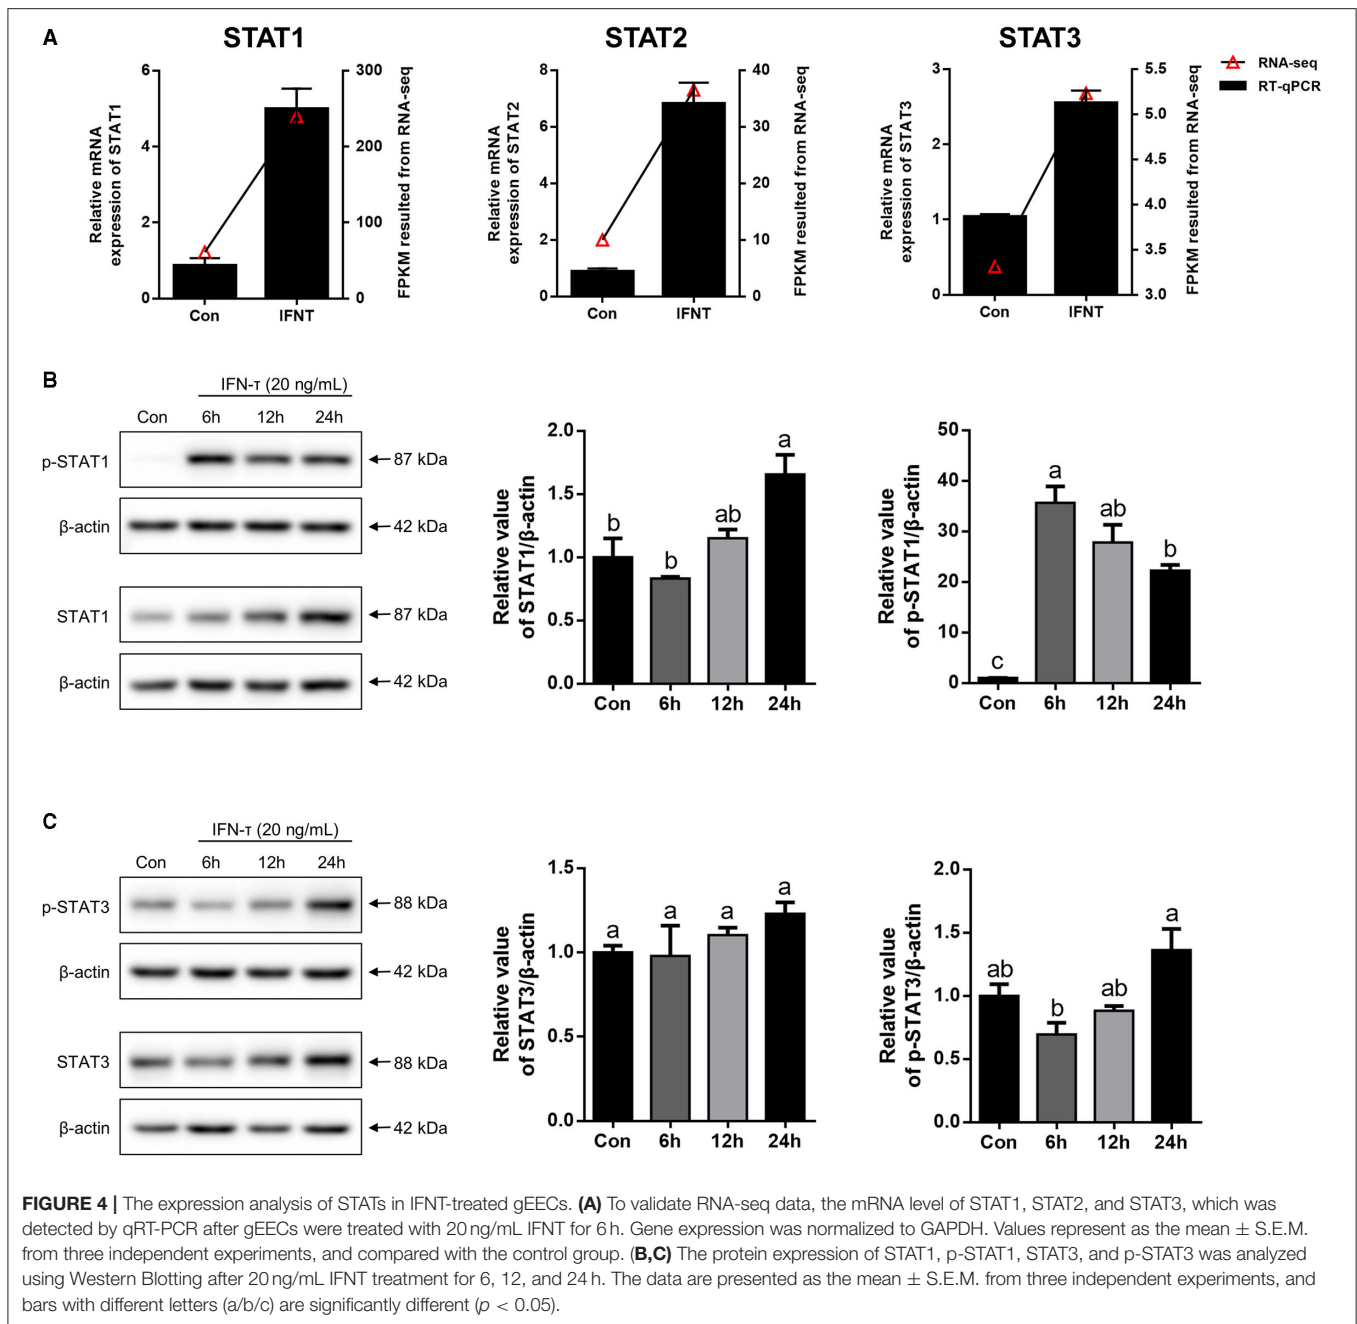 A
STAT1
STAT2
STAT3
RNA-seq
RT-qPCR
Relative mRNA
expression of STAT1
6
4
2
0
300
200
100
0
FPKM resulted from RNA-seq
Con
IFNT
Relative mRNA
expression of STAT2
8
6
4
2
0
40
30
20
10
0
FPKM resulted from RNA-seq
Con
IFNT
Relative mRNA
expression of STAT3
3
2
1
0
5.5
5.0
4.5
4.0
3.5
3.0
FPKM resulted from RNA-seq
Con
IFNT
B
IFN-τ (20 ng/mL)
Con 6h 12h 24h
p-STAT1 87 kDa
β-actin 42 kDa
STAT1 87 kDa
β-actin 42 kDa
Relative value
of STAT1/β-actin
2.0
1.5
1.0
0.5
0.0
b b ab a
Con 6h 12h 24h
Relative value
of p-STAT1/β-actin
50
40
30
20
10
0
c a ab b
Con 6h 12h 24h
C
IFN-τ (20 ng/mL)
Con 6h 12h 24h
p-STAT3 88 kDa
β-actin 42 kDa
STAT3 88 kDa
β-actin 42 kDa
Relative value
of STAT3/β-actin
1.5
1.0
0.5
0.0
a a a a
Con 6h 12h 24h
Relative value
of p-STAT3/β-actin
2.0
1.5
1.0
0.5
0.0
ab b ab a
Con 6h 12h 24h
FIGURE 4 | The expression analysis of STATs in IFNT-treated gEECs. (A) To validate RNA-seq data, the mRNA level of STAT1, STAT2, and STAT3, which was
detected by qRT-PCR after gEECs were treated with 20 ng/mL IFNT for 6 h. Gene expression was normalized to GAPDH. Values represent as the mean ± S.E.M.
from three independent experiments, and compared with the control group. (B,C) The protein expression of STAT1, p-STAT1, STAT3, and p-STAT3 was analyzed
using Western Blotting after 20 ng/mL IFNT treatment for 6, 12, and 24 h. The data are presented as the mean ± S.E.M. from three independent experiments, and
bars with different letters (a/b/c) are significantly different (p < 0.05).